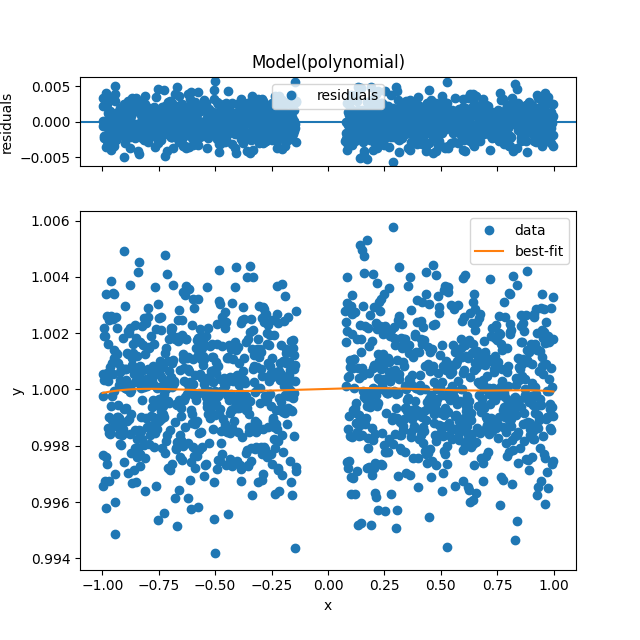 Model(polynomial)
residuals
0.005
0.000
−0.005
residuals
1.006
1.004
1.002
1.000
0.998
0.996
0.994
y
data
best-fit
−1.00 −0.75 −0.50 −0.25 0.00 0.25 0.50 0.75 1.00
x